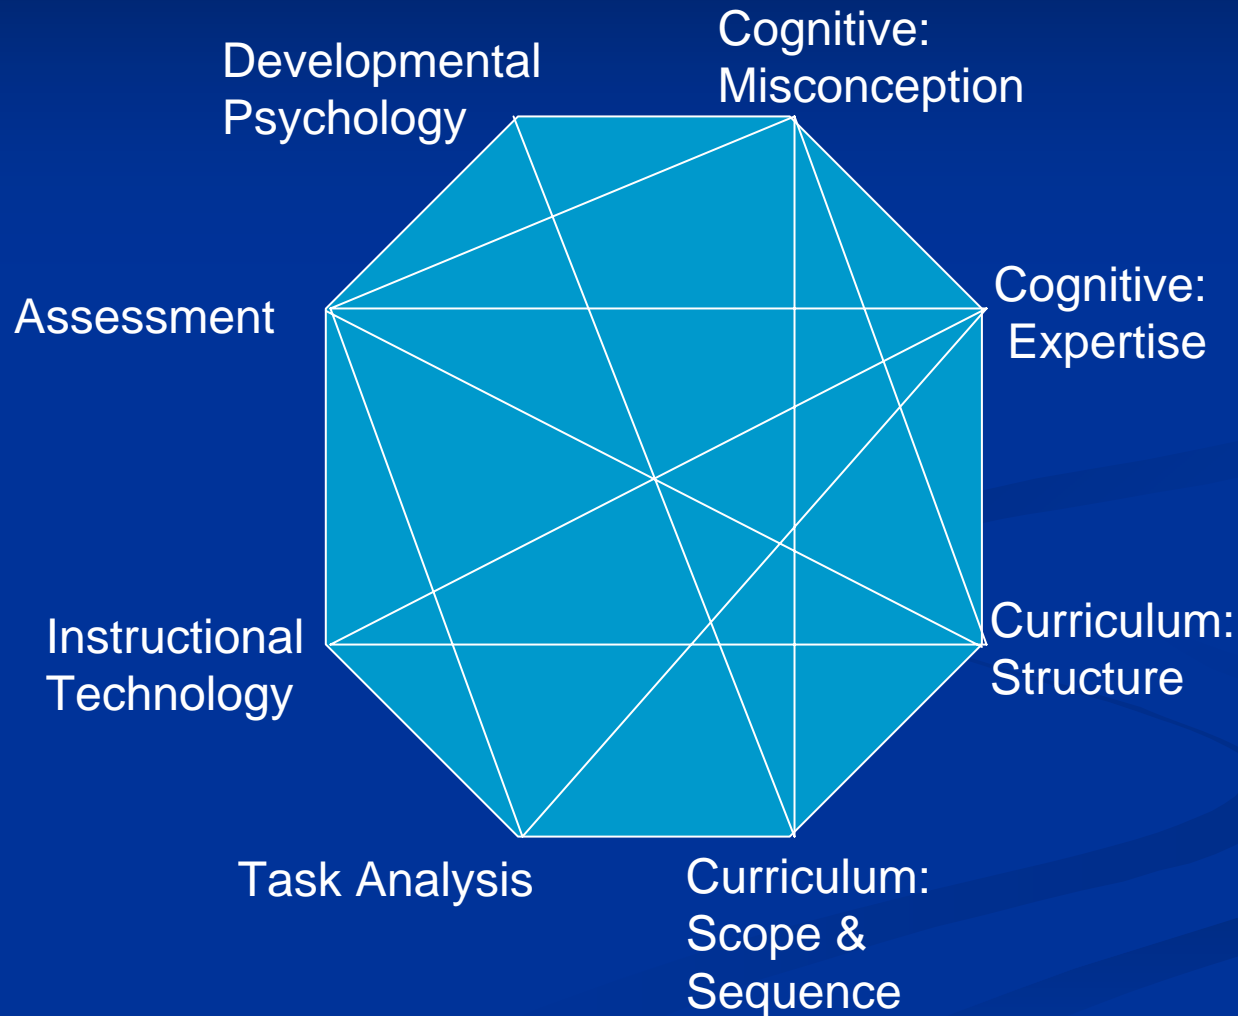 Developmental
Psychology
Cognitive:
Misconception
Assessment
Cognitive:
Expertise
Instructional
Technology
Curriculum:
Structure
Task Analysis
Curriculum:
Scope &
Sequence